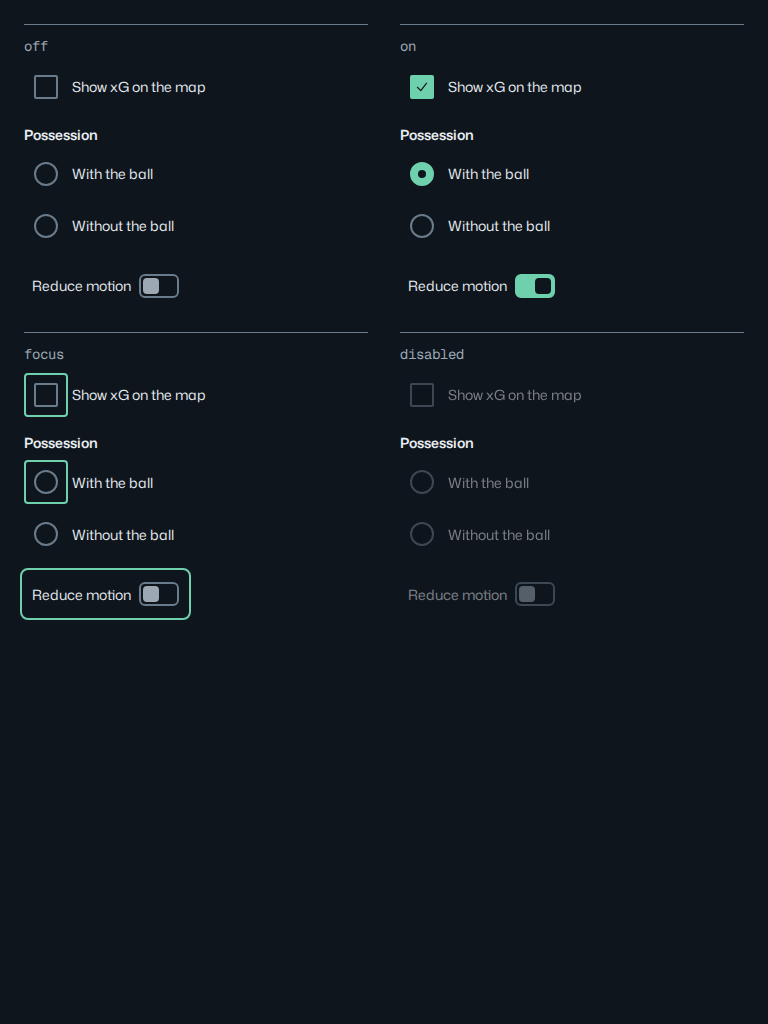 off
Show xG on the map
Possession
With the ball
Without the ball
Reduce motion
on
Show xG on the map
Possession
With the ball
Without the ball
Reduce motion
focus
Show xG on the map
Possession
With the ball
Without the ball
Reduce motion
disabled
Show xG on the map
Possession
With the ball
Without the ball
Reduce motion